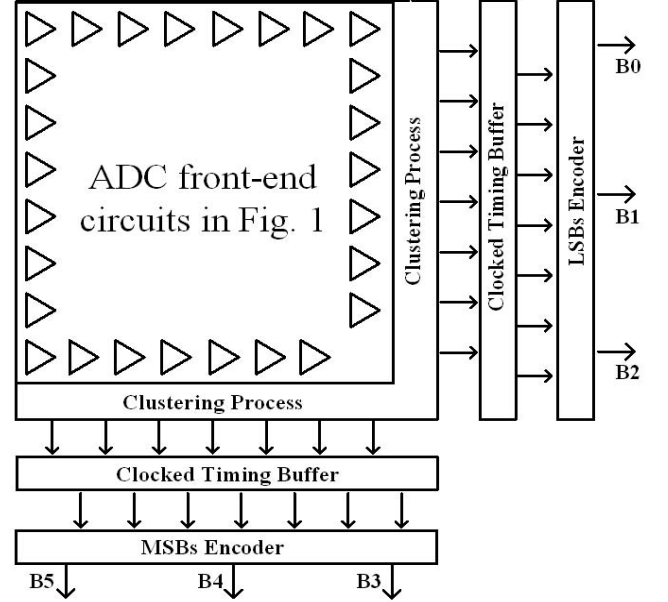 ADC front-end
circuits in Fig. 1
Clustering Process
Clocked Timing Buffer
LSBs Encoder
B0
B1
B2
Clustering Process
Clocked Timing Buffer
MSBs Encoder
B5
B4
B3